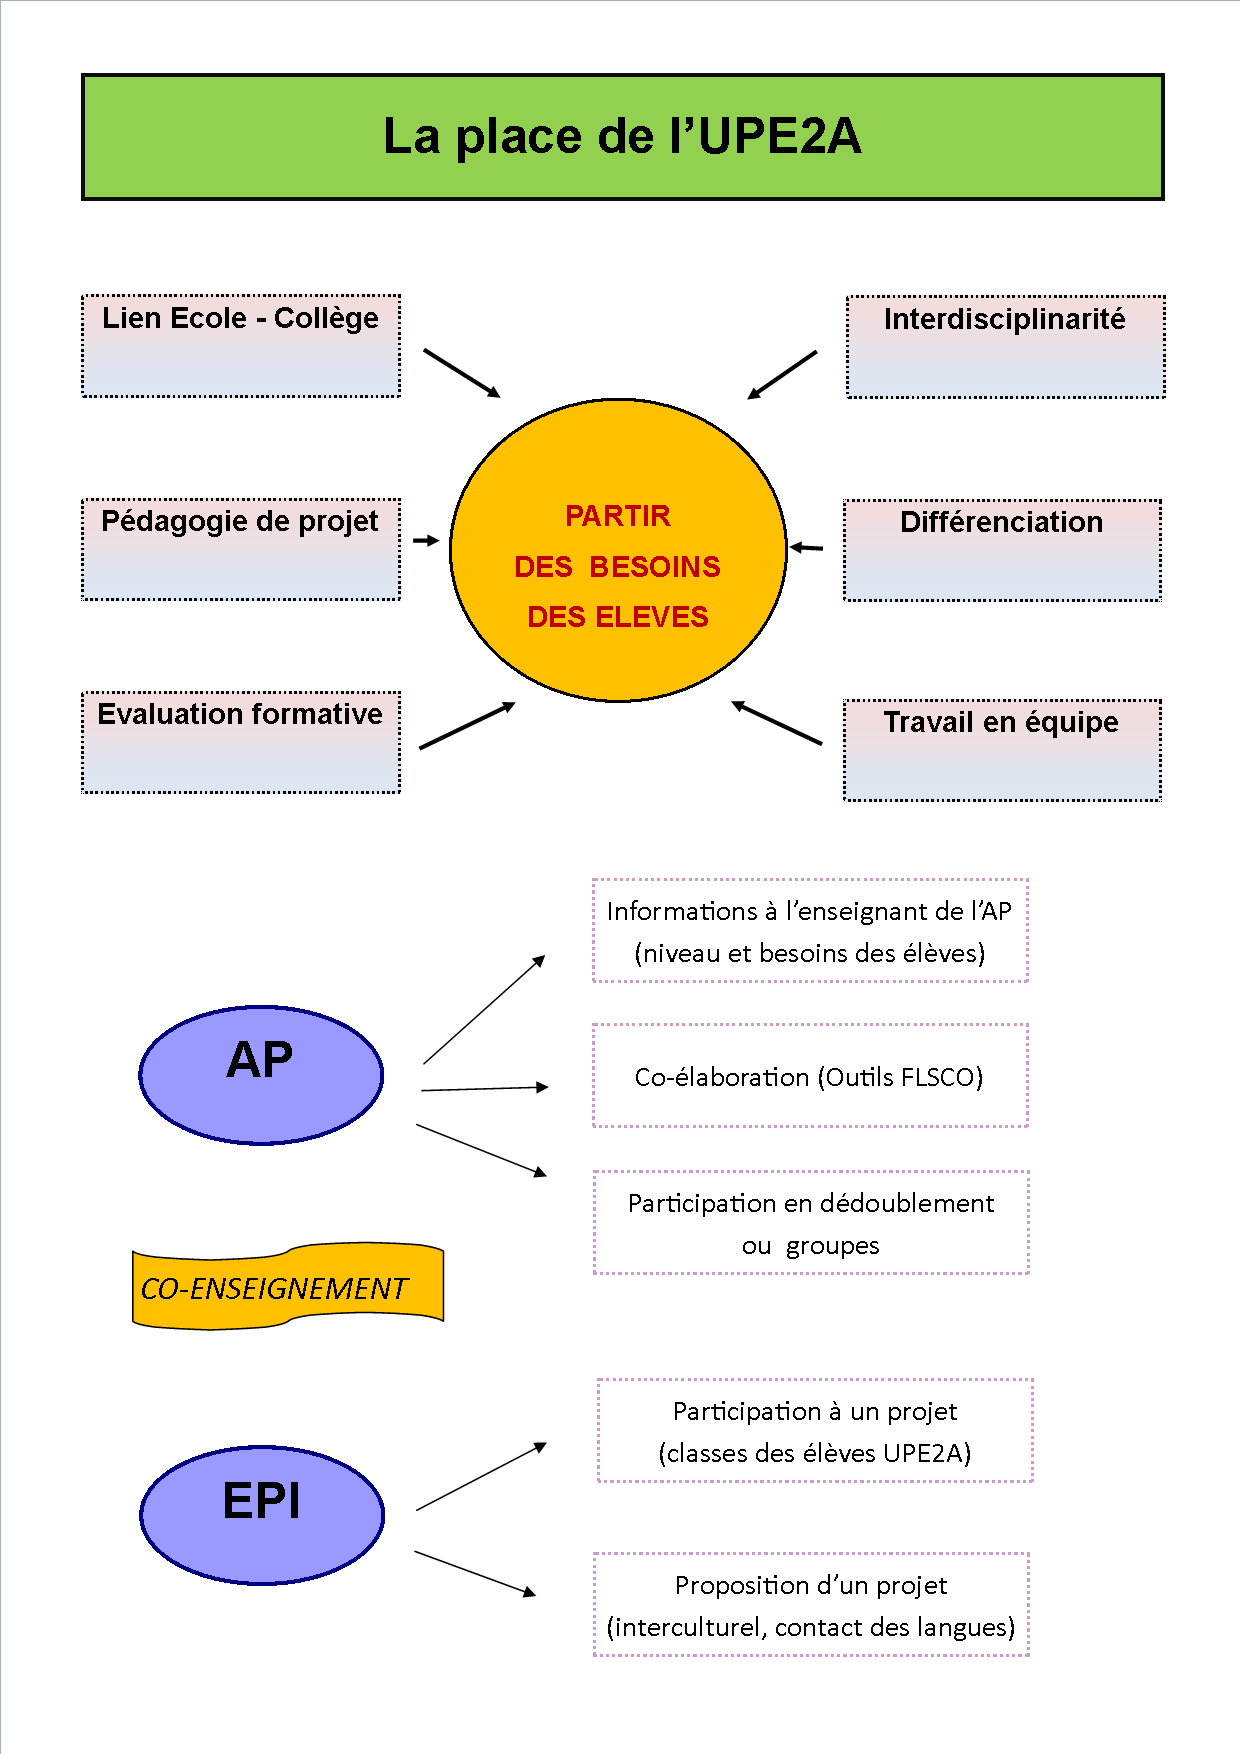 La place de l’UPE2A
Lien Ecole - Collège
Interdisciplinarité
Pédagogie de projet
Différenciation
PARTIR
DES BESOINS
DES ELEVES
Evaluation formative
Travail en équipe
Informations à l’enseignant de l’AP
(niveau et besoins des élèves)
AP
Co-élaboration (Outils FLSCO)
Participation en dédoublement
ou groupes
CO-ENSEIGNEMENT
Participation à un projet
(classes des élèves UPE2A)
EPI
Proposition d’un projet
(interculturel, contact des langues)